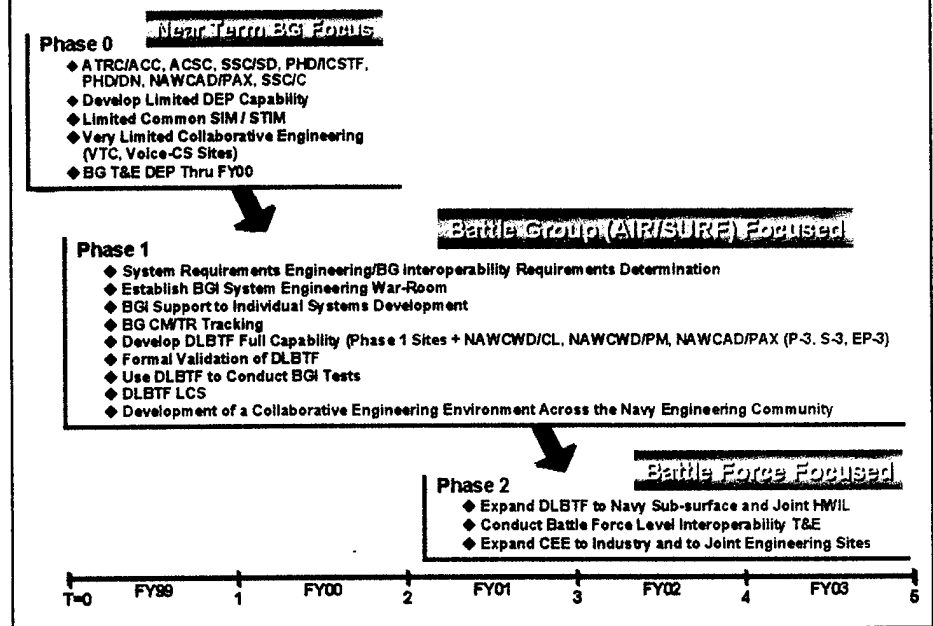 Near Term BG Focus
Phase 0
◆ ATRC/ACC, ACSC, SSC/SD, PHD/ICSTF,
PHD/DN, NAWCAD/PAX, SSC/C
◆ Develop Limited DEP Capability
◆ Limited Common SIM / STIM
◆ Very Limited Collaborative Engineering
(VTC, Voice-CS Sites)
◆ BG T&E DEP Thru FY00
Battle Group (AIR/SURF) Focused
Phase 1
◆ System Requirements Engineering/BG Interoperability Requirements Determination
◆ Establish BGI System Engineering War-Room
◆ BGI Support to Individual Systems Development
◆ BG CM/TR Tracking
◆ Develop DLBTF Full Capability (Phase 1 Sites + NAWCWD/CL, NAWCWD/PM, NAWCAD/PAX (P-3, S-3, EP-3)
◆ Formal Validation of DLBTF
◆ Use DLBTF to Conduct BGI Tests
◆ DLBTF LCS
◆ Development of a Collaborative Engineering Environment Across the Navy Engineering Community
Battle Force Focused
Phase 2
◆ Expand DLBTF to Navy Sub-surface and Joint HWIL
◆ Conduct Battle Force Level Interoperability T&E
◆ Expand CEE to Industry and to Joint Engineering Sites
FY99 FY00 FY01 FY02 FY03
T=0 1 2 3 4 5